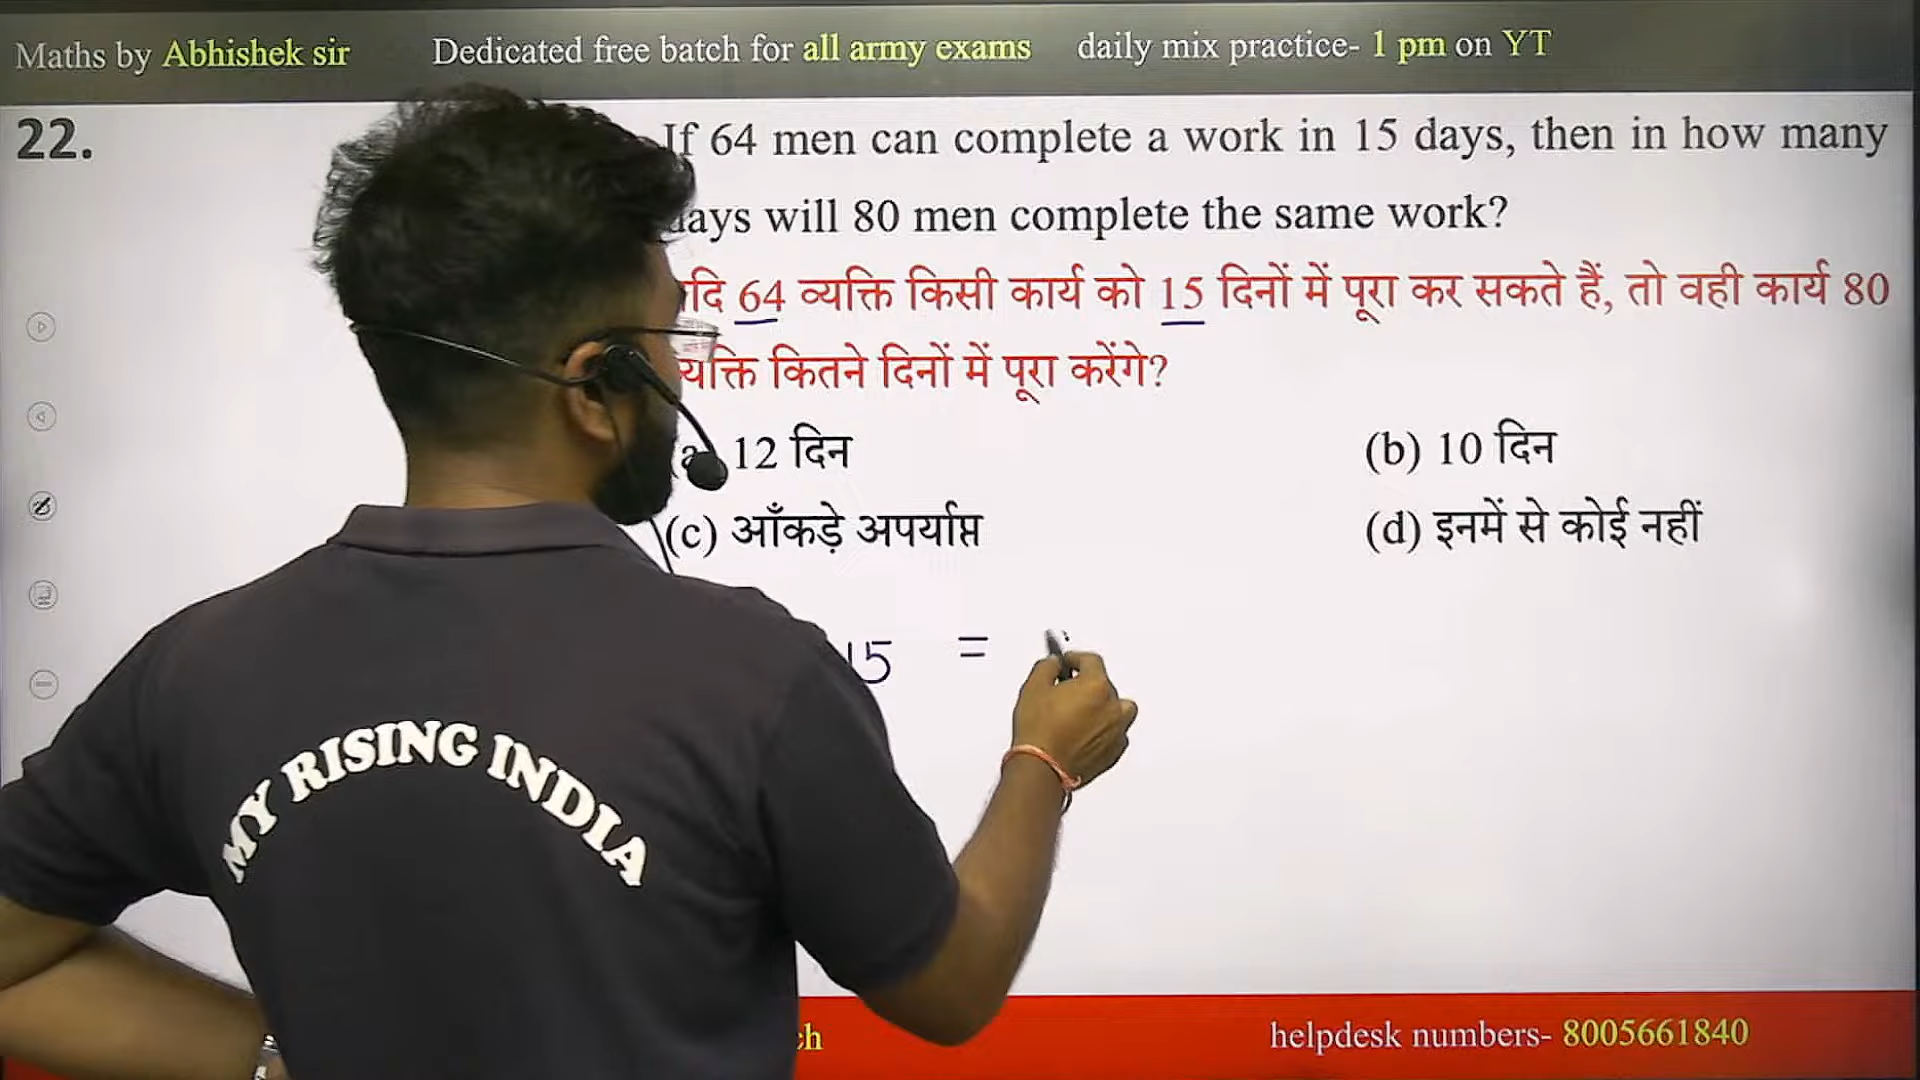 Maths by Abhishek sir Dedicated free batch for all army exams daily mix practice- 1 pm on YT
22. If 64 men can complete a work in 15 days, then in how many
days will 80 men complete the same work?
64 व्यक्ति किसी कार्य को 15 दिनों में पूरा कर सकते हैं, तो वही कार्य 80
कितने दिनों में पूरा करेंगे?
(a) 12 दिन (b) 10 दिन
(c) आँकड़े अपर्याप्त (d) इनमें से कोई नहीं
15 =
MY RISING INDIA
helpdesk numbers- 8005661840